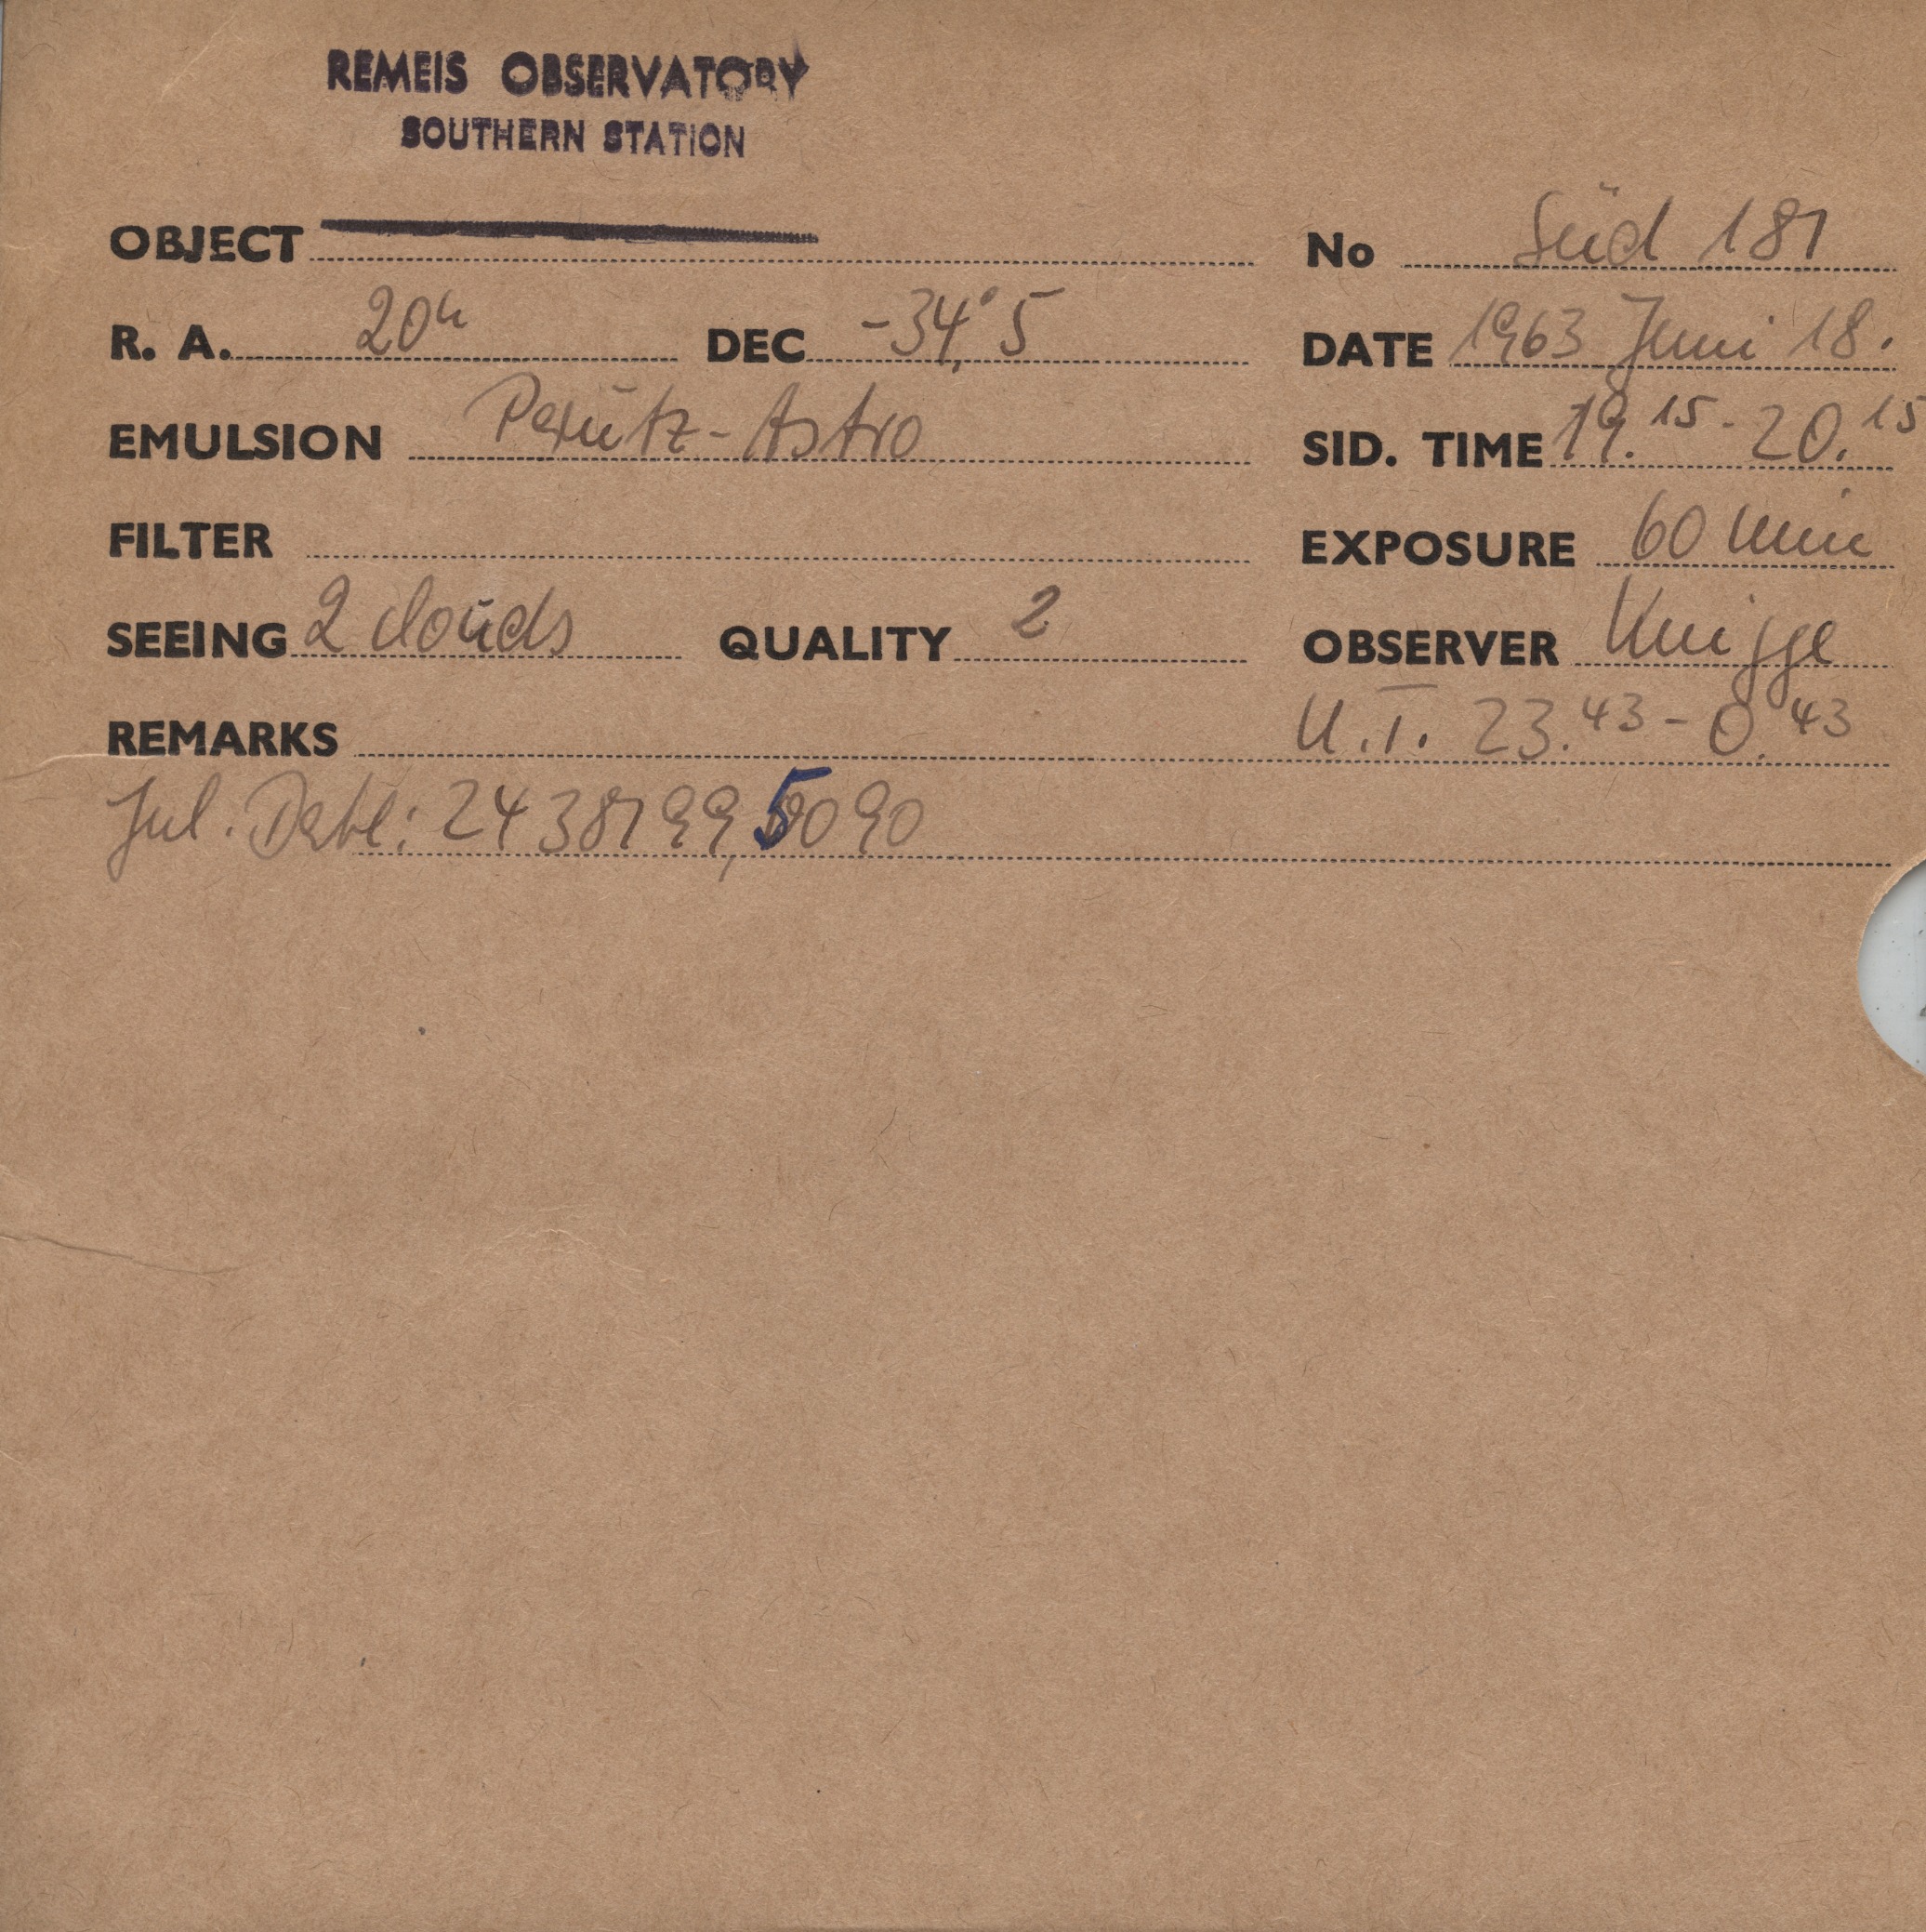 REMEIS OBSERVATORY
SOUTHERN STATION
OBJECT No Süd 181
R. A. 20h DEC -34,°5 DATE 1963 Juni 18.
EMULSION Perutz-Astro SID. TIME 19.15 - 20.15
FILTER EXPOSURE 60 min
SEEING 2 clouds QUALITY 2 OBSERVER Knigge
REMARKS U.T. 23.43 - 0.43
Jul. Date: 2438199,5090